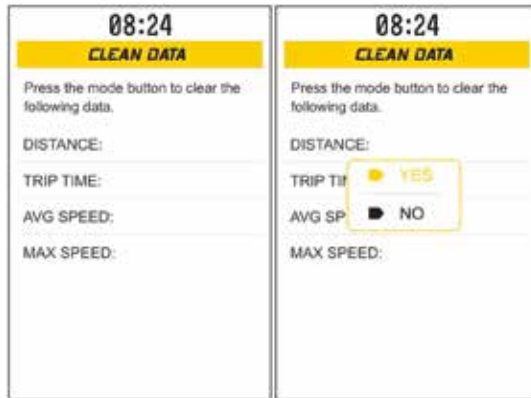 08:24
CLEAN DATA
Press the mode button to clear the
following data.
DISTANCE:
TRIP TIME:
AVG SPEED:
MAX SPEED:
08:24
CLEAN DATA
Press the mode button to clear the
following data.
DISTANCE:
TRIP TIM
YES
AVG SP
NO
MAX SPEED: